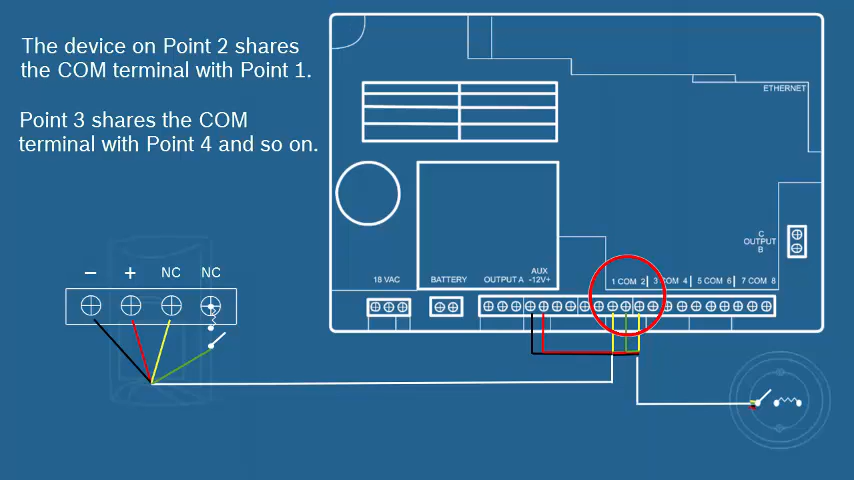 The device on Point 2 shares
the COM terminal with Point 1.
Point 3 shares the COM
terminal with Point 4 and so on.
ETHERNET
C
OUTPUT
B
18 VAC
BATTERY
OUTPUT A
AUX
-12V+
1 COM 2
3 COM 4
5 COM 6
7 COM 8
− + NC NC